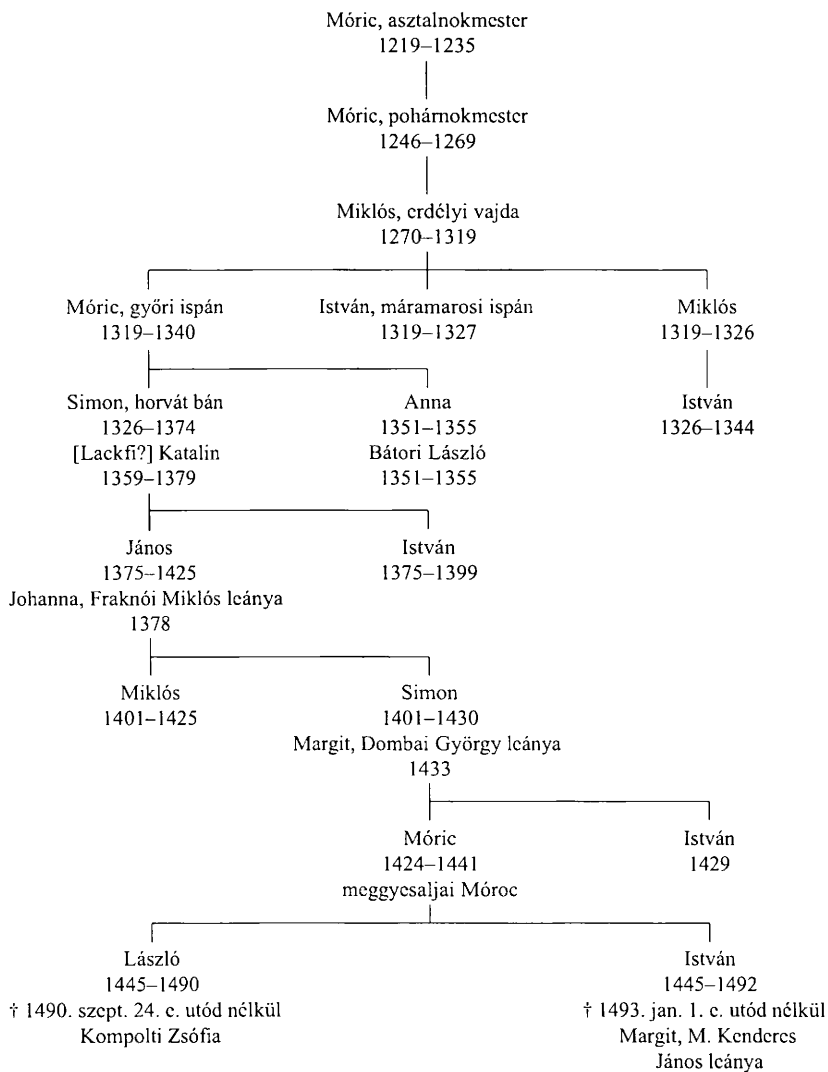 Móric, asztalnokmester
1219–1235
Móric, pohárnokmester
1246–1269
Miklós, erdélyi vajda
1270–1319
Móric, győri ispán
1319–1340
István, máramarosi ispán
1319–1327
Miklós
1319–1326
Simon, horvát bán
1326–1374
[Lackfi?] Katalin
1359–1379
Anna
1351–1355
Bátori László
1351–1355
István
1326–1344
János
1375–1425
Johanna, Fraknói Miklós leánya
1378
István
1375–1399
Miklós
1401–1425
Simon
1401–1430
Margit, Dombai György leánya
1433
Móric
1424–1441
meggyesaljai Móroc
István
1429
László
1445–1490
† 1490. szept. 24. e. utód nélkül
Kompolti Zsófia
István
1445–1492
† 1493. jan. 1. e. utód nélkül
Margit, M. Kenderes
János leánya